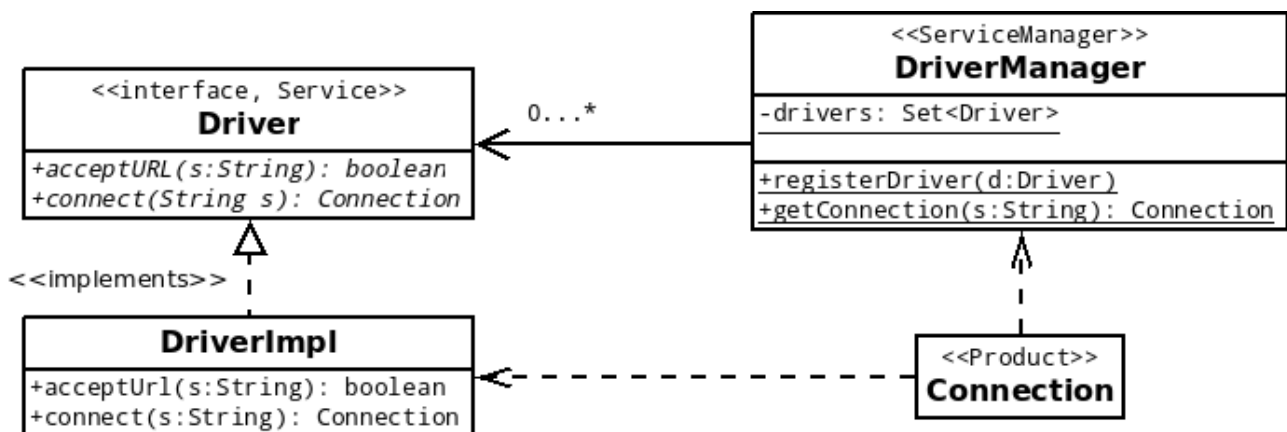 <<interface, Service>>
Driver
+acceptURL(s:String): boolean
+connect(String s): Connection
0...*
<<ServiceManager>>
DriverManager
-drivers: Set<Driver>
+registerDriver(d:Driver)
+getConnection(s:String): Connection
<<implements>>
DriverImpl
+acceptUrl(s:String): boolean
+connect(s:String): Connection
<<Product>>
Connection